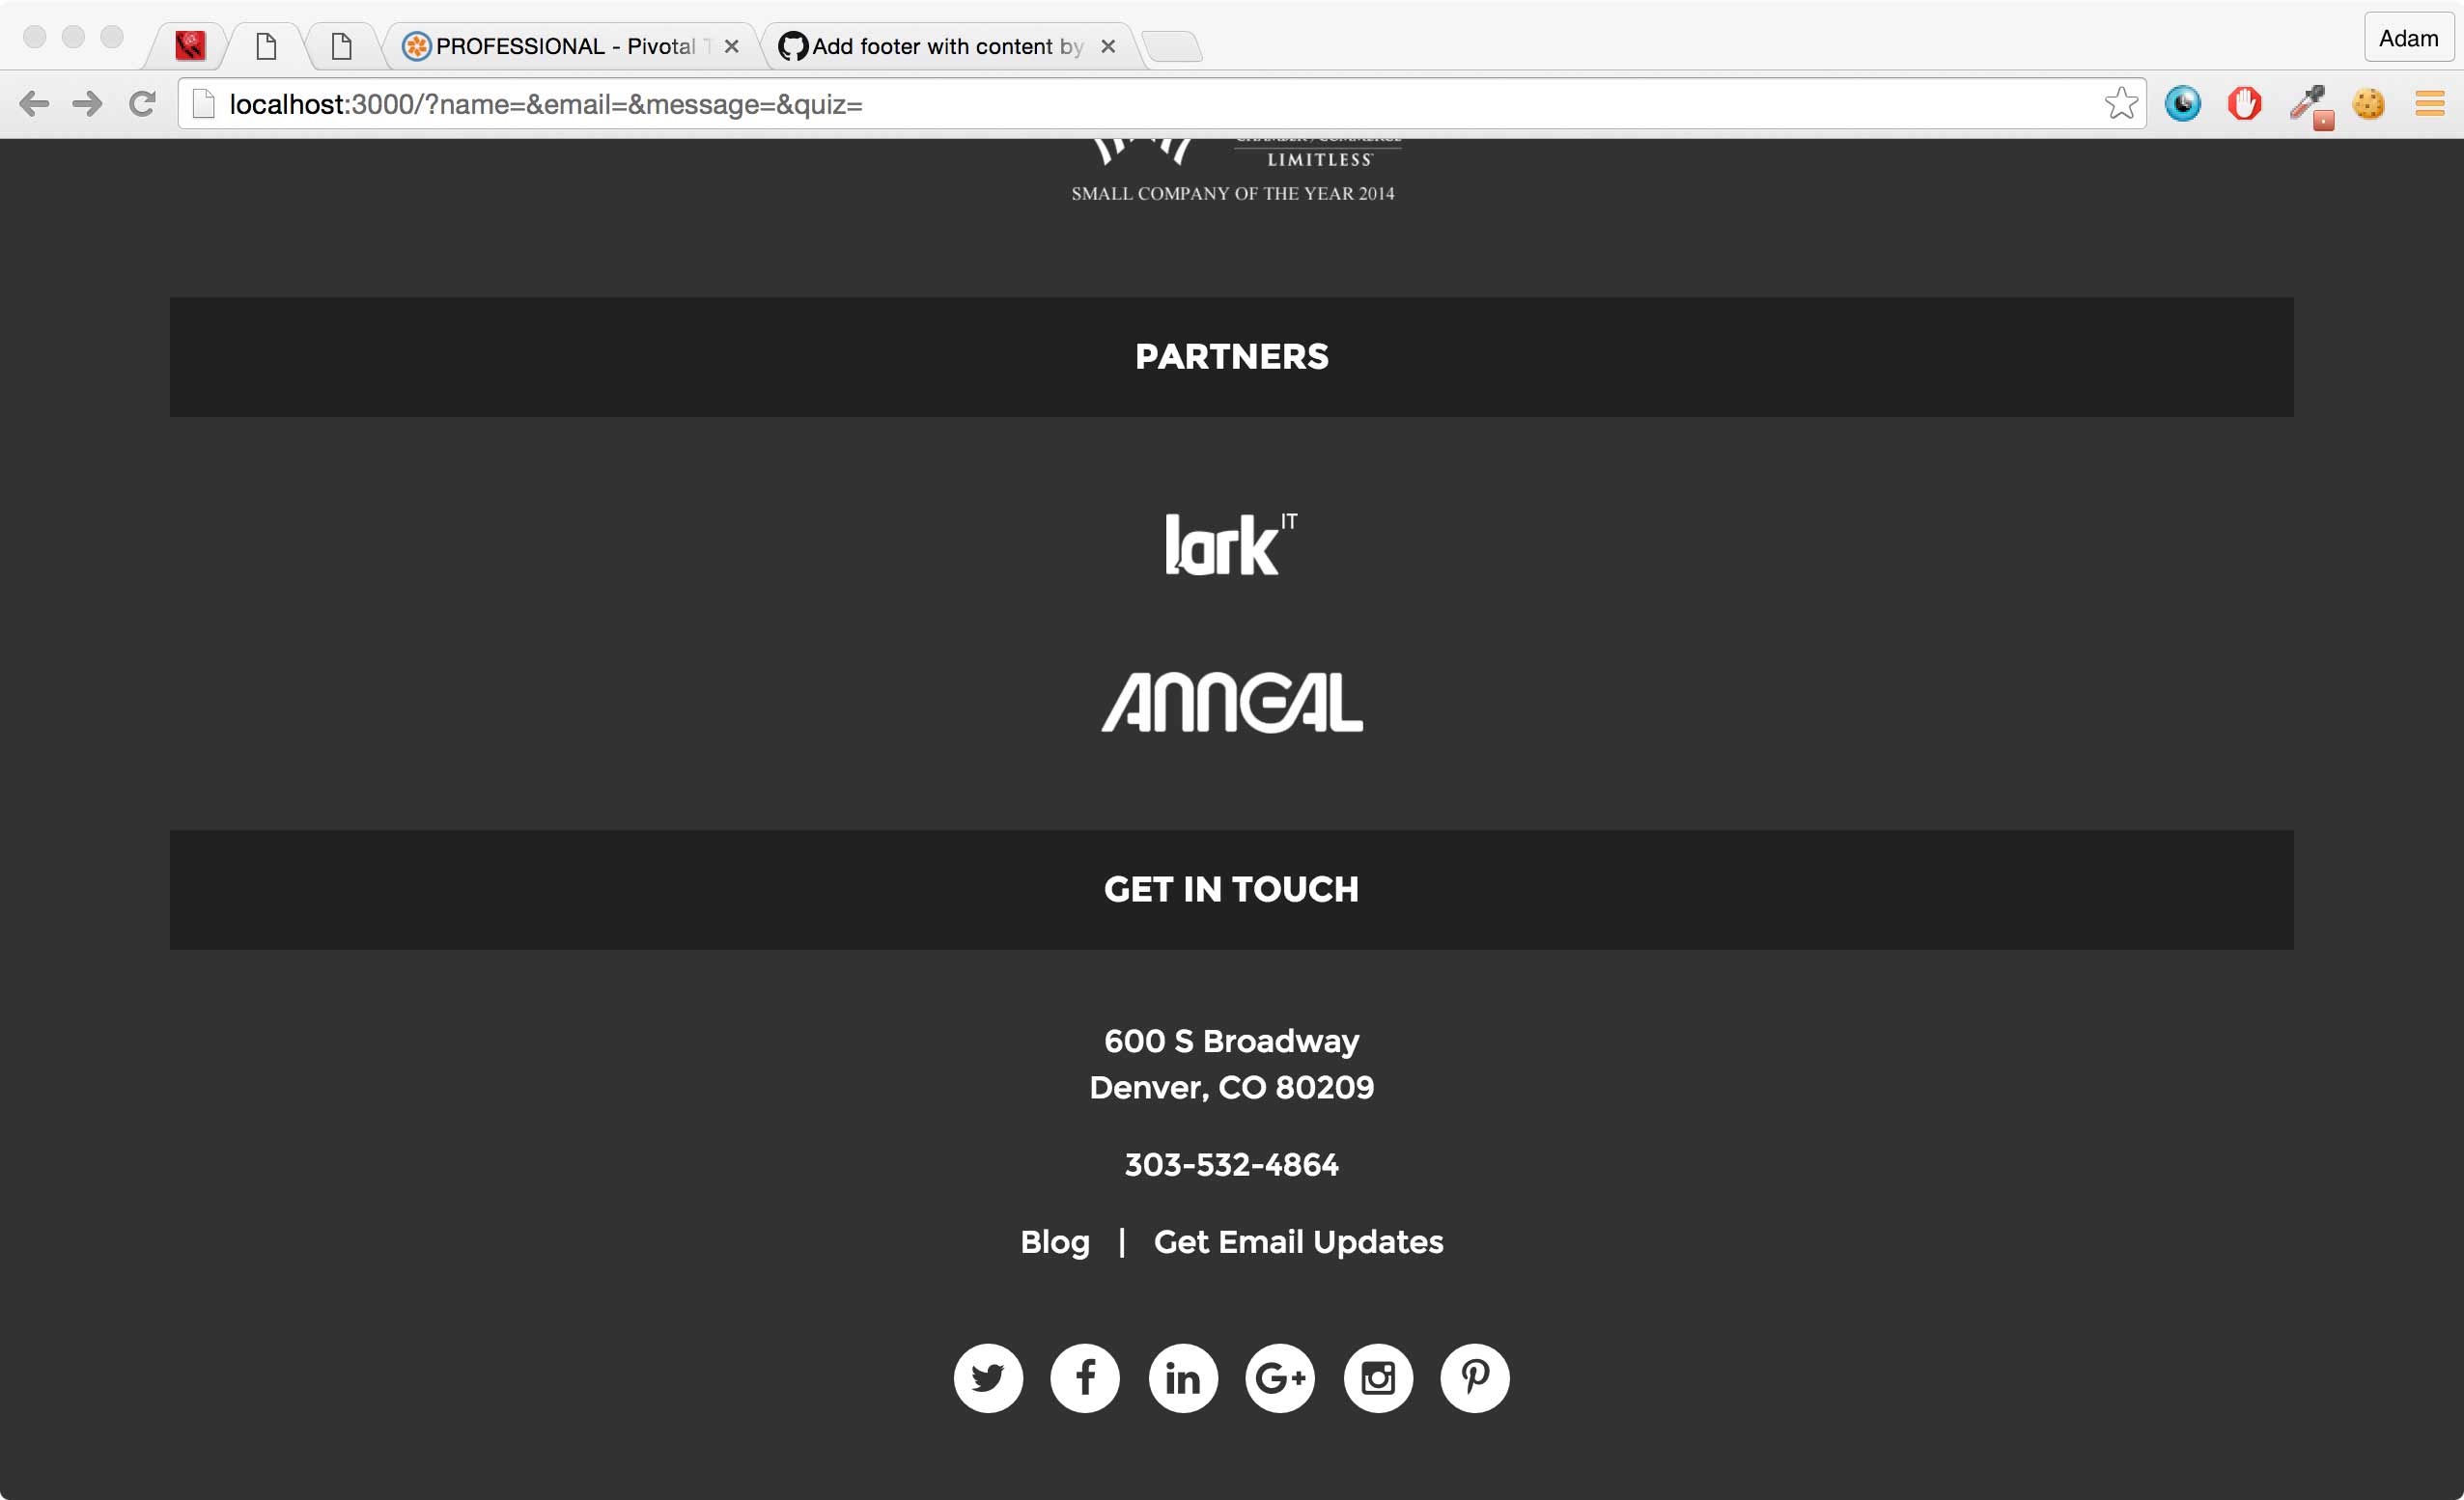 PROFESSIONAL - Pivotal
Add footer with content by
Adam
localhost:3000/?name=&email=&message=&quiz=
LIMITLESS
SMALL COMPANY OF THE YEAR 2014
PARTNERS
lark IT
ANNEAL
GET IN TOUCH
600 S Broadway
Denver, CO 80209
303-532-4864
Blog | Get Email Updates